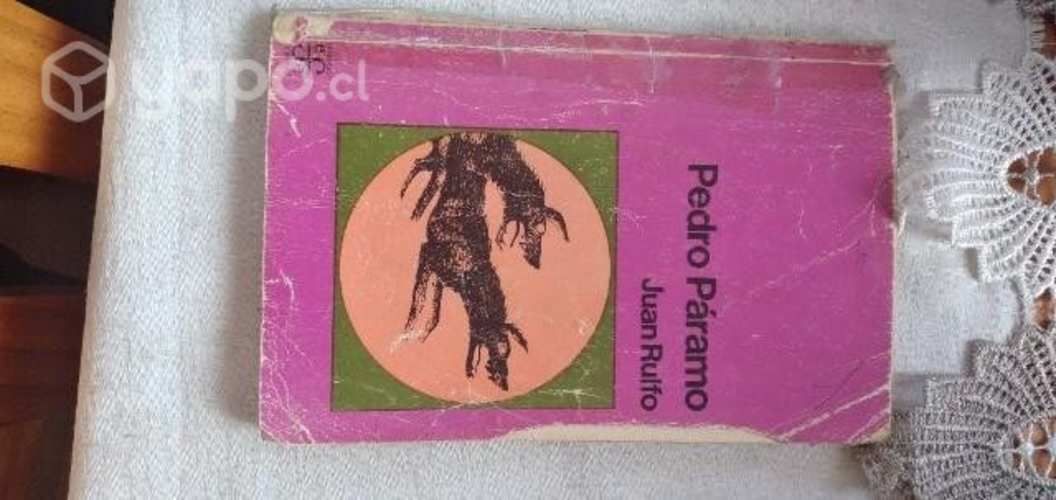 yapo.cl
Pedro Páramo
Juan Rulfo